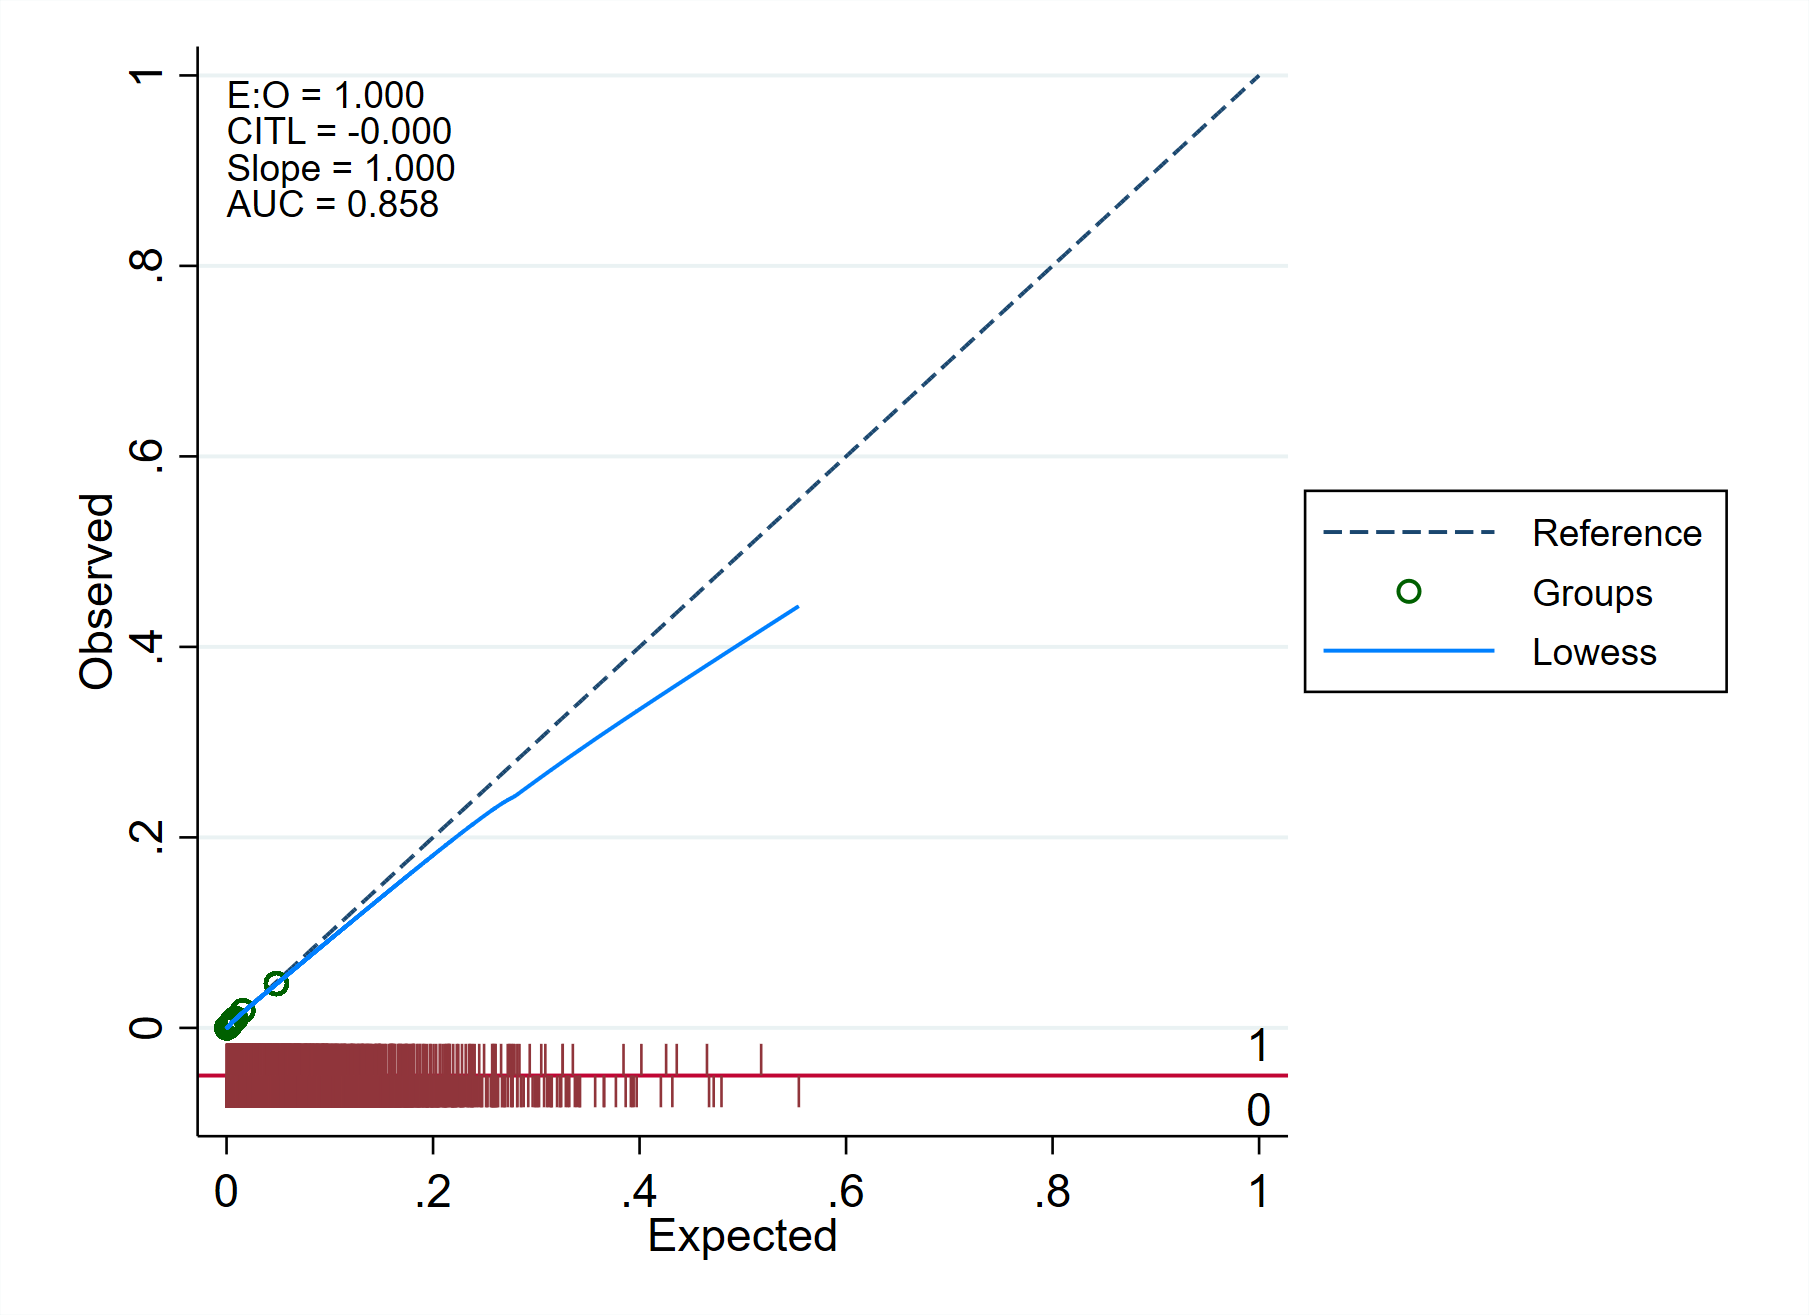 E:O = 1.000
CITL = -0.000
Slope = 1.000
AUC = 0.858
1
.8
.6
.4
.2
0
Observed
Reference
Groups
Lowess
1
0
0 .2 .4 .6 .8 1
Expected